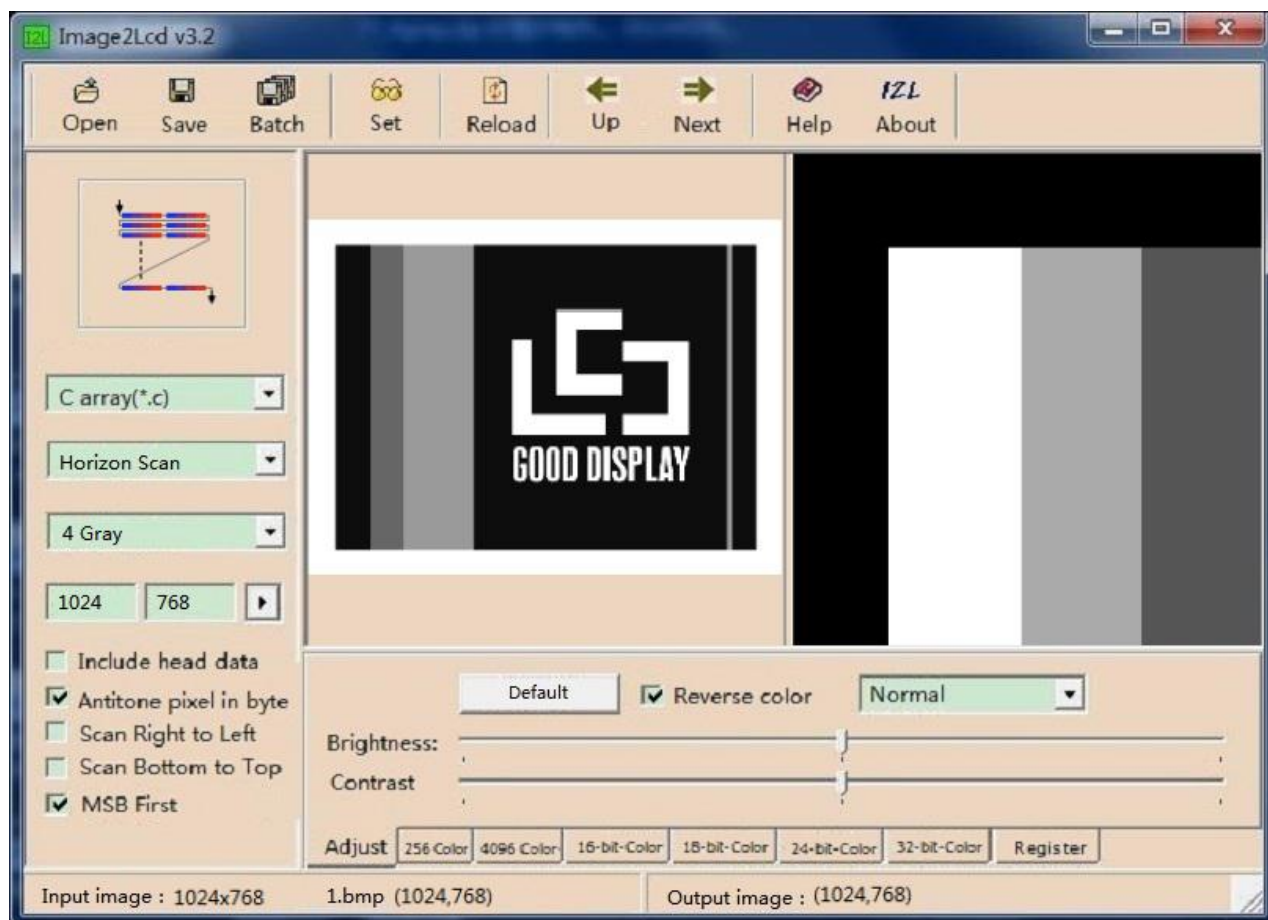 I2L Image2Lcd v3.2
Open Save Batch Set Reload Up Next Help About
I2L
C array(*.c)
Horizon Scan
4 Gray
1024 768
Include head data
Antitone pixel in byte
Scan Right to Left
Scan Bottom to Top
MSB First
GOOD DISPLAY
Default Reverse color Normal
Brightness:
Contrast
Adjust 256 Color 4096 Color 16-bit-Color 18-bit-Color 24-bit-Color 32-bit-Color Register
Input image : 1024x768 1.bmp (1024,768) Output image : (1024,768)